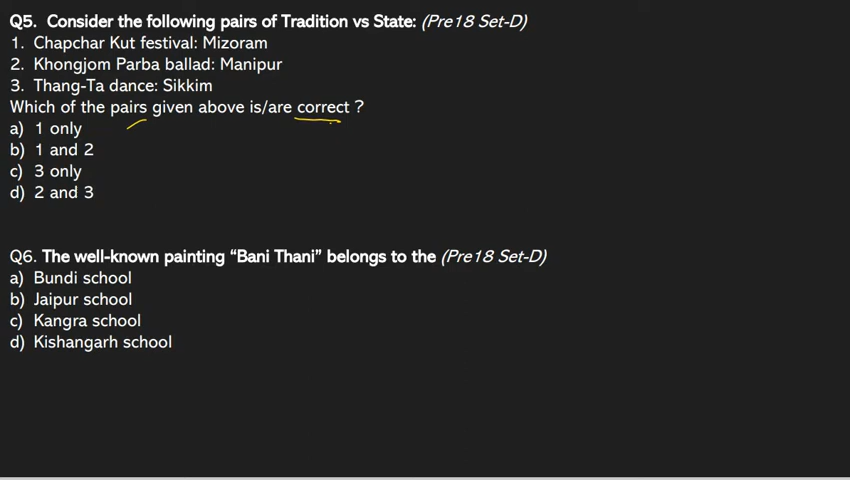 Q5. Consider the following pairs of Tradition vs State: (Pre18 Set-D)
1. Chapchar Kut festival: Mizoram
2. Khongjom Parba ballad: Manipur
3. Thang-Ta dance: Sikkim
Which of the pairs given above is/are correct ?
a) 1 only
b) 1 and 2
c) 3 only
d) 2 and 3
Q6. The well-known painting “Bani Thani” belongs to the (Pre18 Set-D)
a) Bundi school
b) Jaipur school
c) Kangra school
d) Kishangarh school